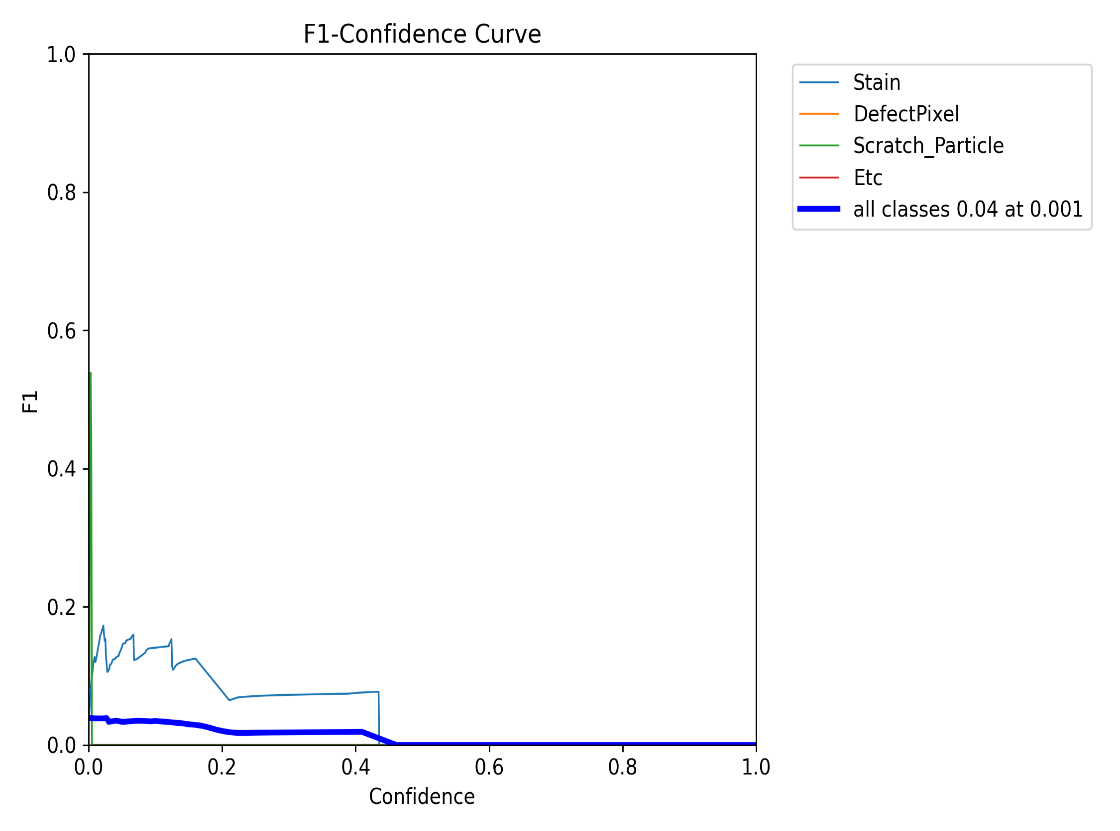 F1-Confidence Curve
1.0
0.8
0.6
0.4
0.2
0.0
F1
0.0 0.2 0.4 0.6 0.8 1.0
Confidence
Stain
DefectPixel
Scratch_Particle
Etc
all classes 0.04 at 0.001